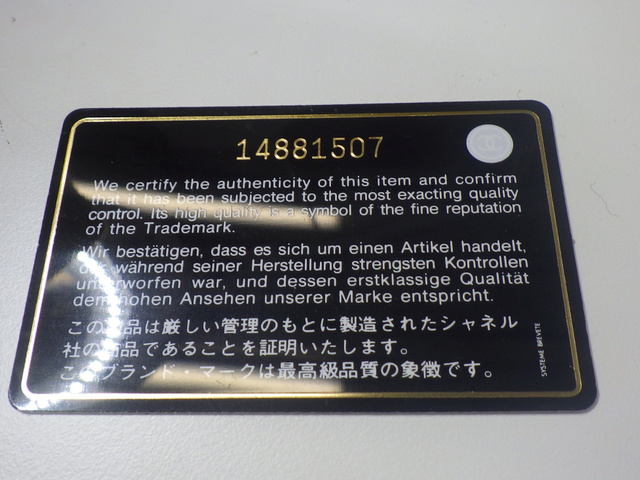 14881507
We certify the authenticity of this item and confirm
that it has been subjected to the most exacting quality
control. Its high quality is a symbol of the fine reputation
of the Trademark.
Wir bestätigen, dass es sich um einen Artikel handelt,
der während seiner Herstellung strengsten Kontrollen
unterworfen war, und dessen erstklassige Qualität
dem hohen Ansehen unserer Marke entspricht.
この製品は厳しい管理のもとに製造されたシャネル
社の商品であることを証明いたします。
このブランド・マークは最高級品質の象徴です。
SYSTEME BREVETE